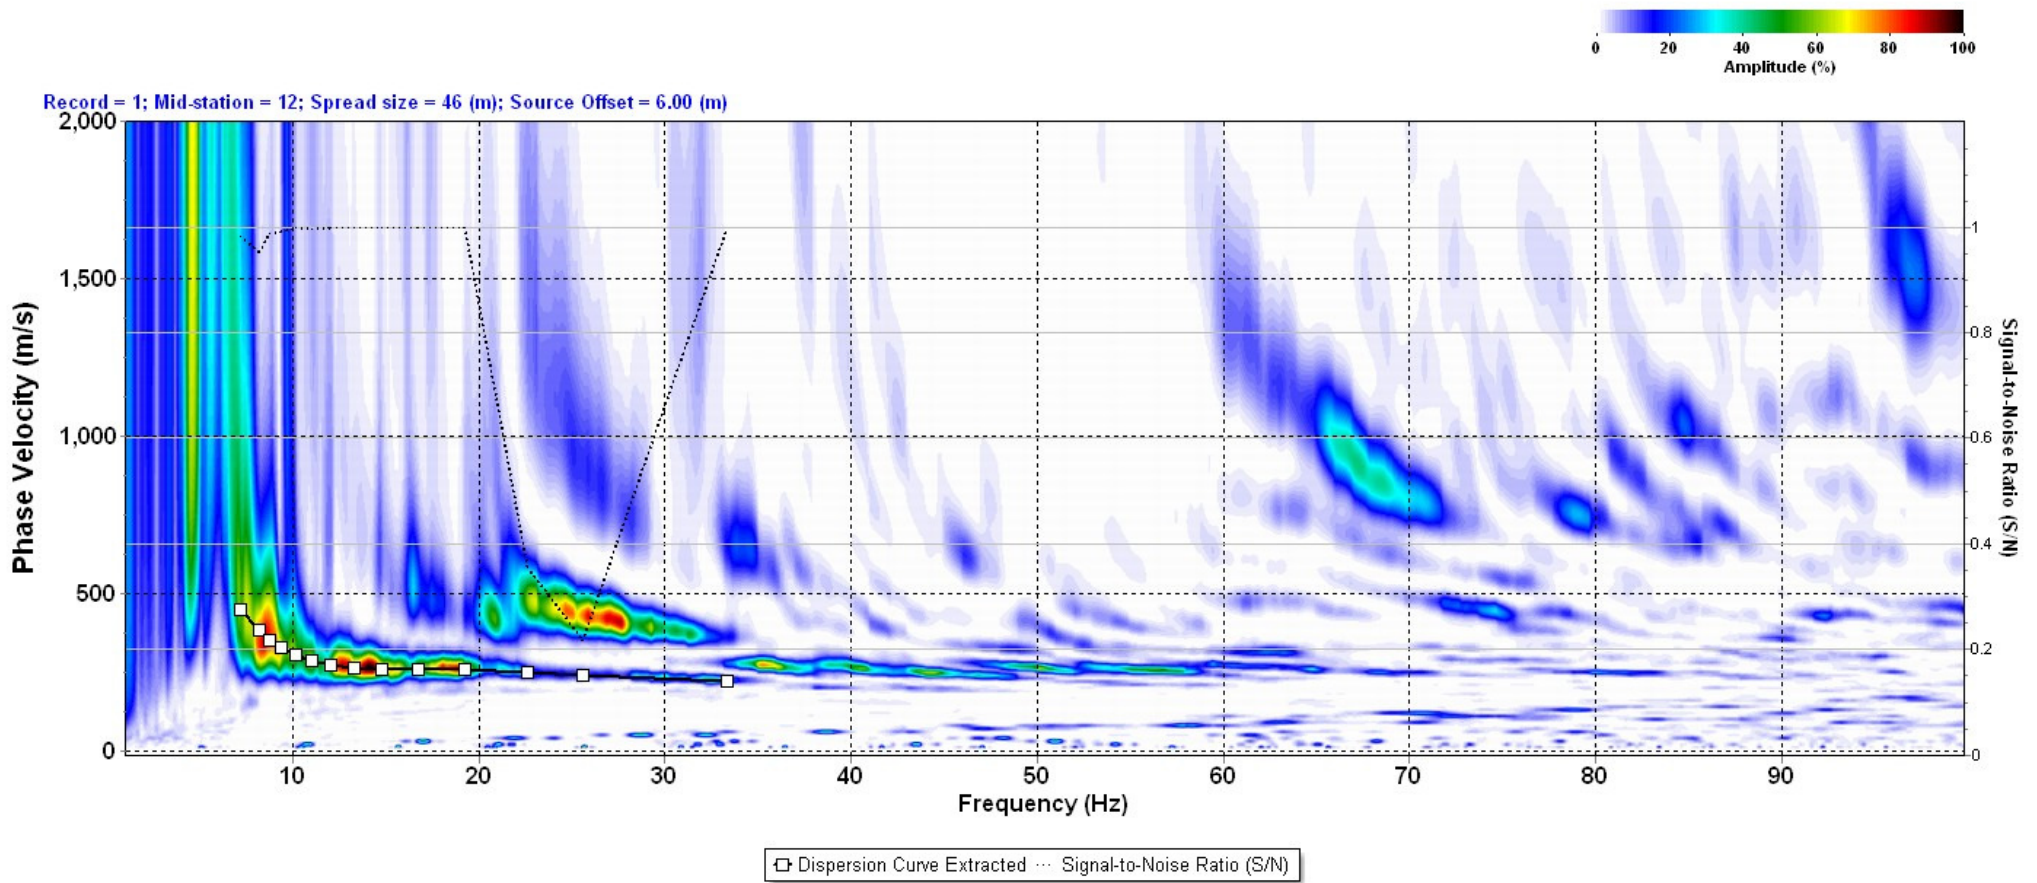 0 20 40 60 80 100
Amplitude (%)
Record = 1; Mid-station = 12; Spread size = 46 (m); Source Offset = 6.00 (m)
2,000
1,500
1,000
500
0
Phase Velocity (m/s)
1
0.8
0.6
0.4
0.2
0
Signal-to-Noise Ratio (S/N)
10 20 30 40 50 60 70 80 90
Frequency (Hz)
Dispersion Curve Extracted Signal-to-Noise Ratio (S/N)